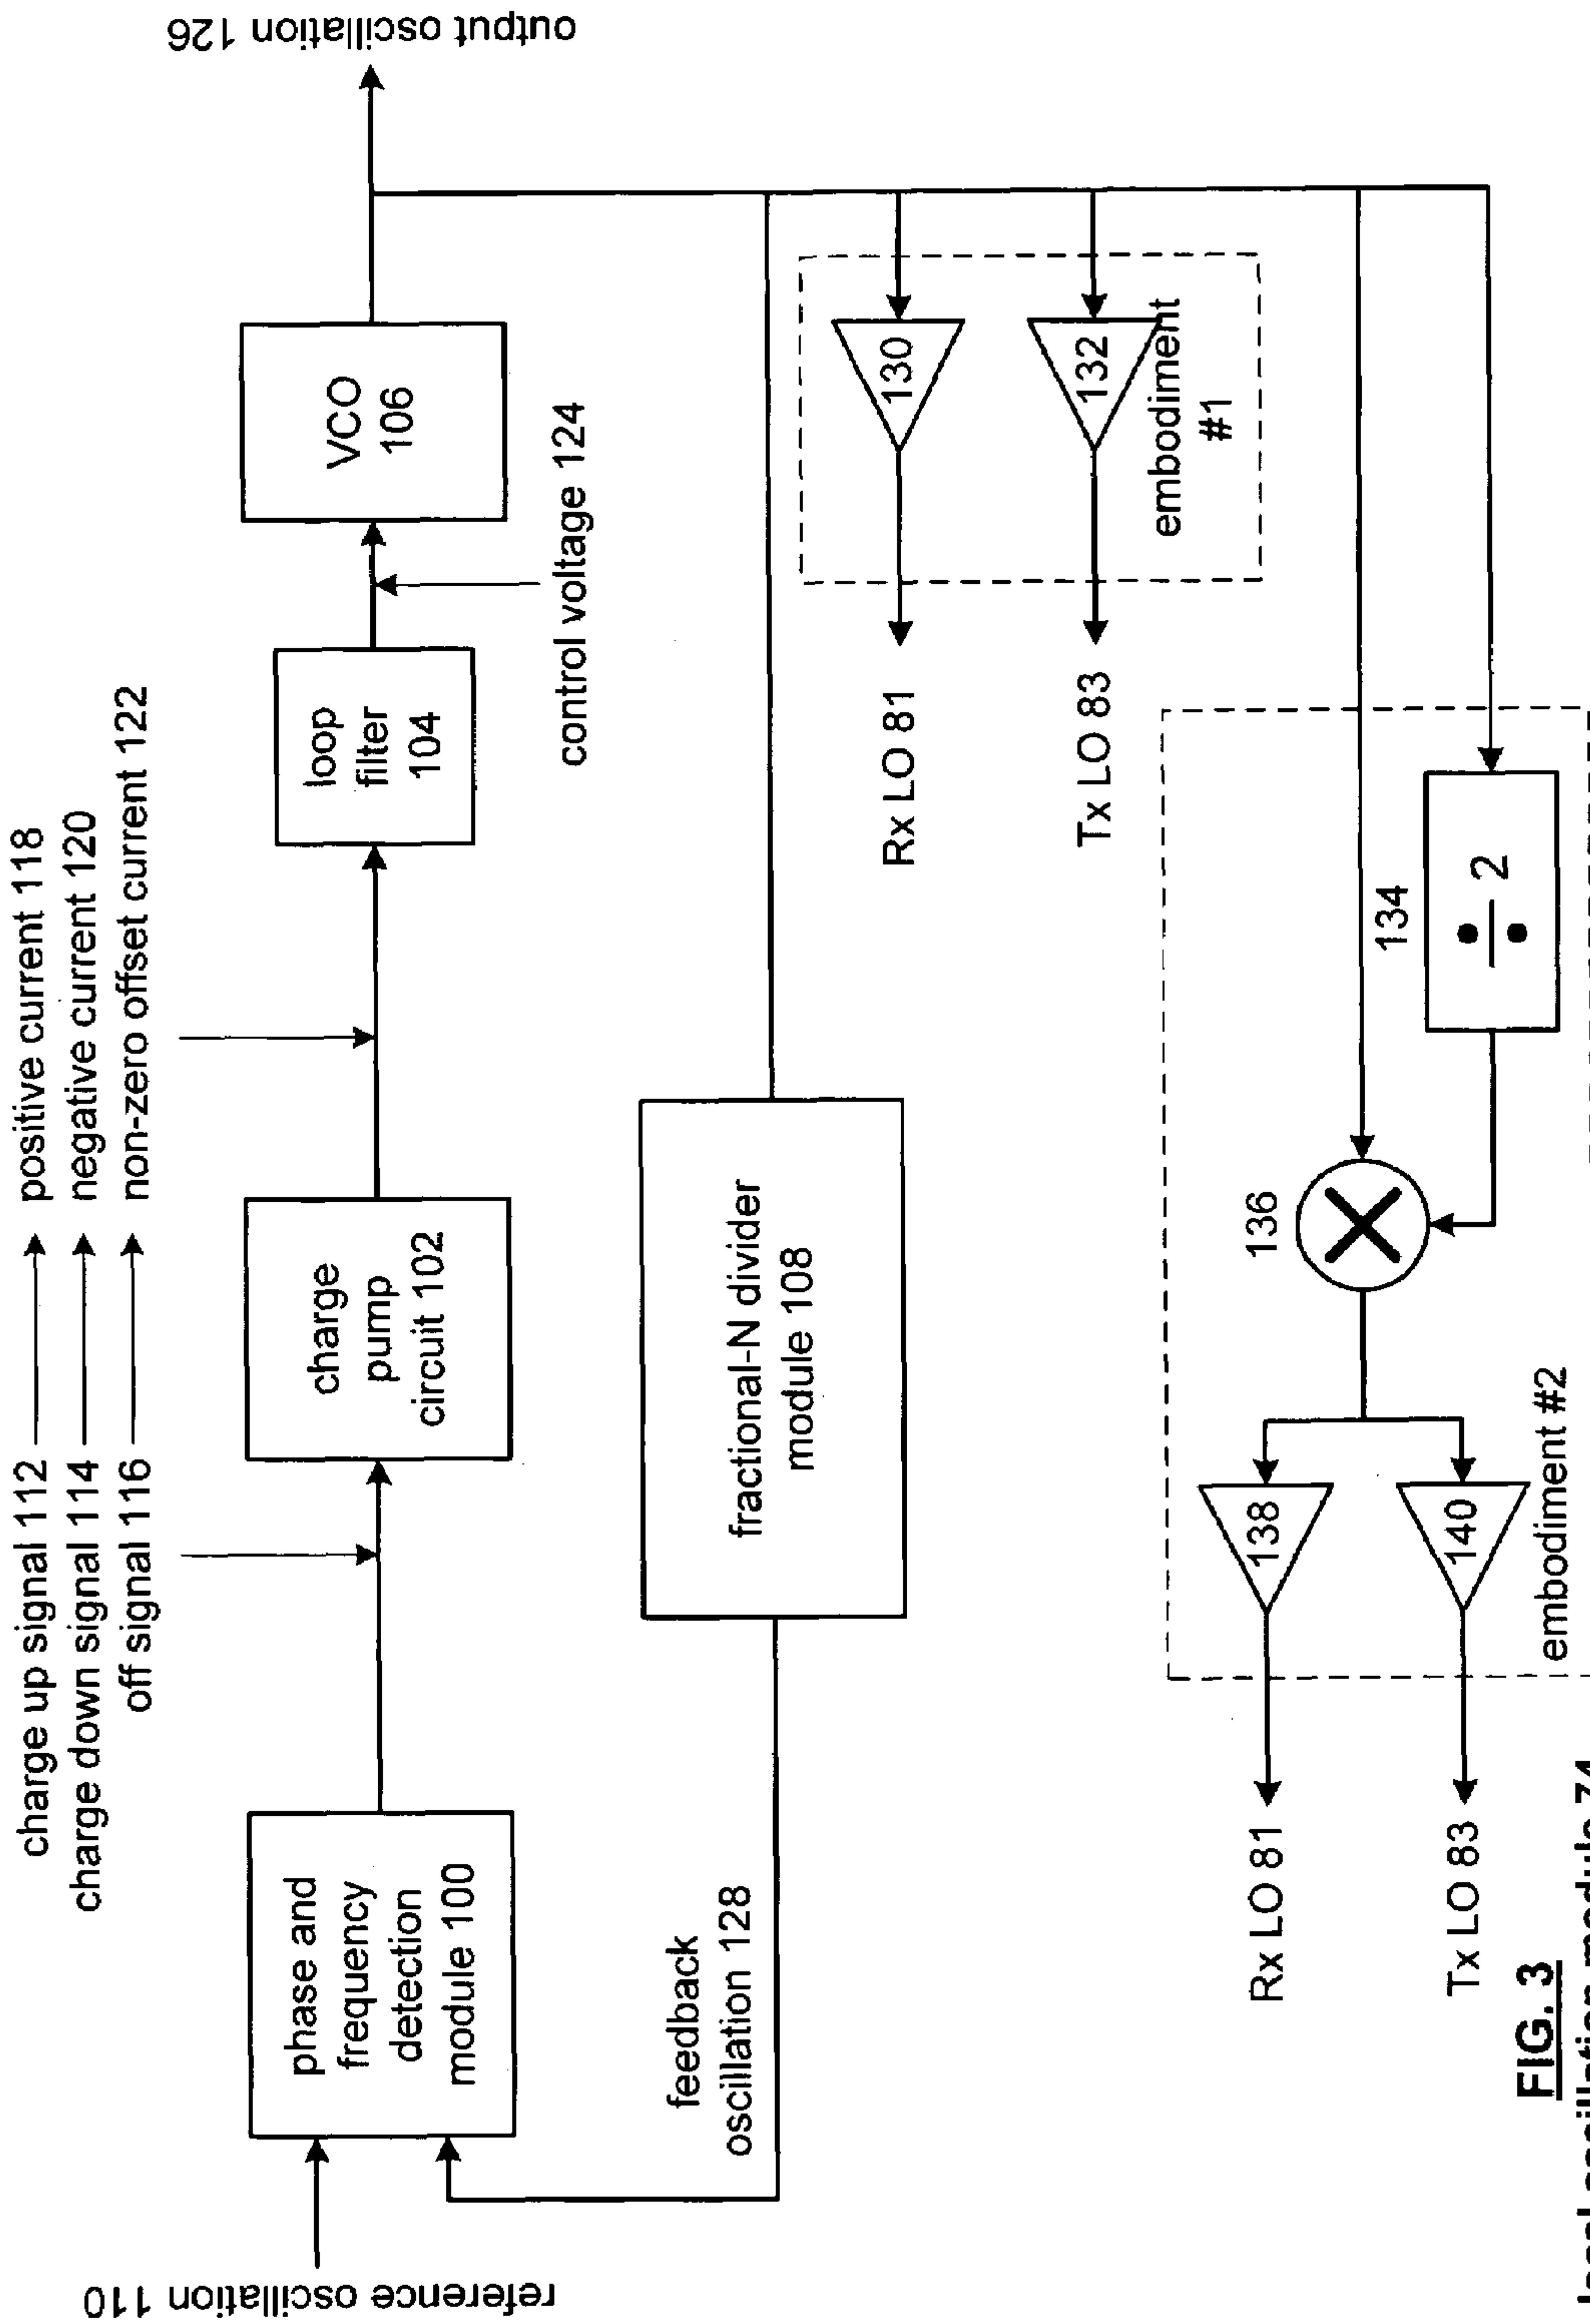 charge up signal 112 → positive current 118
charge down signal 114 → negative current 120
off signal 116 → non-zero offset current 122
reference oscillation 110
phase and
frequency
detection
module 100
charge
pump
circuit 102
loop
filter
104
VCO
106
output oscillation 126
control voltage 124
feedback
oscillation 128
fractional-N divider
module 108
130
Rx LO 81
132
Tx LO 83
embodiment
#1
134
÷ 2
136
138
Rx LO 81
140
Tx LO 83
embodiment #2
FIG. 3
local oscillation module 74